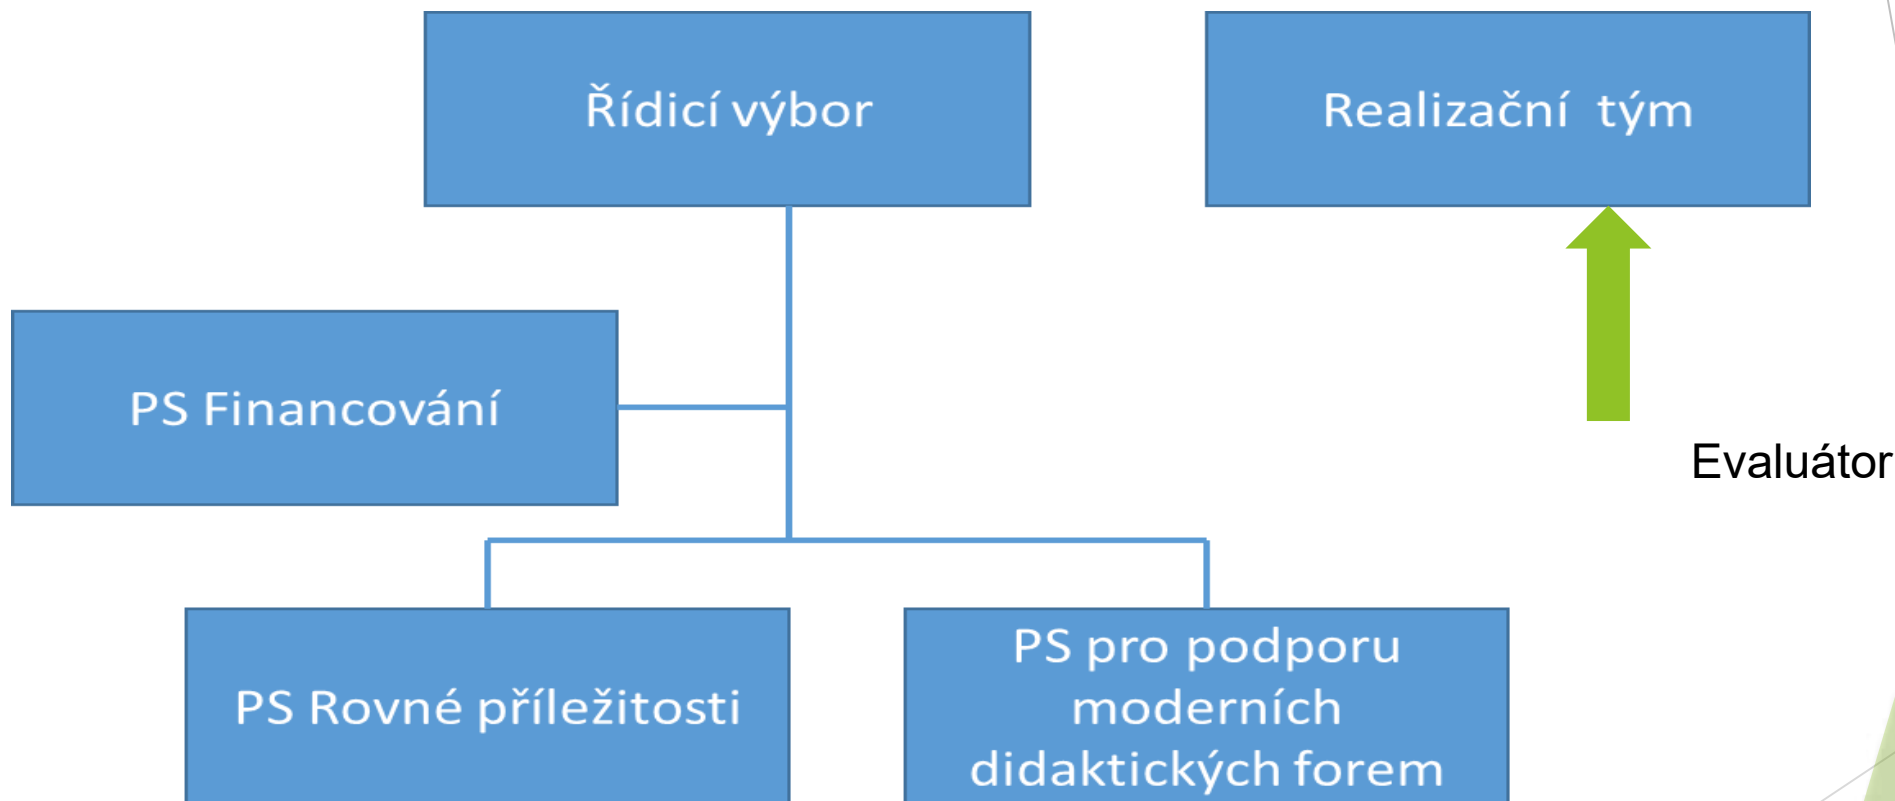 Řídicí výbor
Realizační tým
PS Financování
Evaluátor
PS Rovné příležitosti
PS pro podporu
moderních
didaktických forem